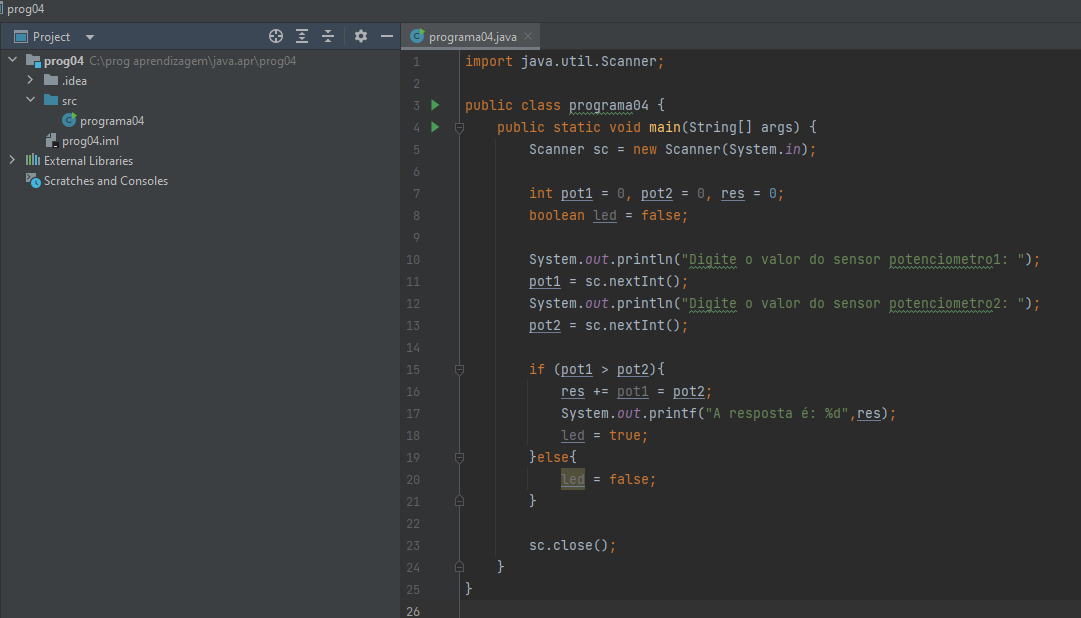 prog04
Project
programa04.java
prog04 C:\prog aprendizagem\java.apr\prog04
.idea
src
programa04
prog04.iml
External Libraries
Scratches and Consoles
1 import java.util.Scanner;
2
3 public class programa04 {
4 public static void main(String[] args) {
5 Scanner sc = new Scanner(System.in);
6
7 int pot1 = 0, pot2 = 0, res = 0;
8 boolean led = false;
9
10 System.out.println("Digite o valor do sensor potenciometro1: ");
11 pot1 = sc.nextInt();
12 System.out.println("Digite o valor do sensor potenciometro2: ");
13 pot2 = sc.nextInt();
14
15 if (pot1 > pot2){
16 res += pot1 = pot2;
17 System.out.printf("A resposta é: %d",res);
18 led = true;
19 }else{
20 led = false;
21 }
22
23 sc.close();
24 }
25 }
26